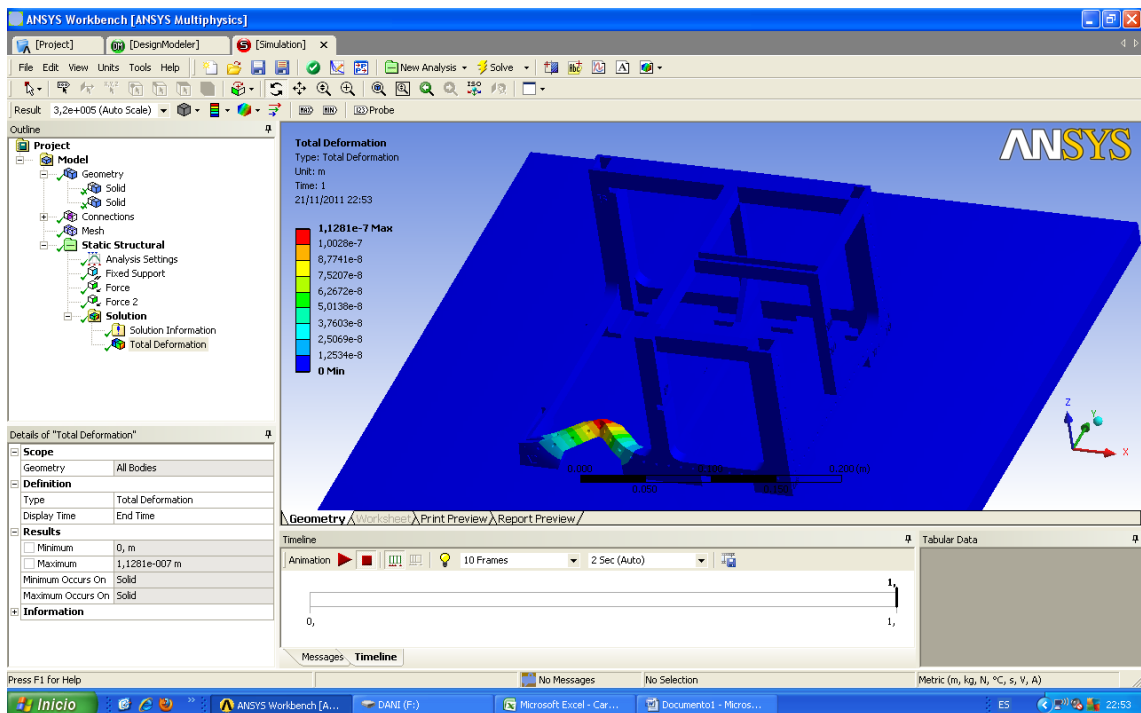 ANSYS Workbench [ANSYS Multiphysics]
[Project] [DesignModeler] [Simulation]
File Edit View Units Tools Help New Analysis Solve
Result 3,2e+005 (Auto Scale) MAX MIN Probe
Outline
Project
Model
Geometry
Solid
Solid
Connections
Mesh
Static Structural
Analysis Settings
Fixed Support
Force
Force 2
Solution
Solution Information
Total Deformation
Total Deformation
Type: Total Deformation
Unit: m
Time: 1
21/11/2011 22:53
1,1281e-7 Max
1,0028e-7
8,7741e-8
7,5207e-8
6,2672e-8
5,0138e-8
3,7603e-8
2,5069e-8
1,2534e-8
0 Min
ANSYS
Z
Y
X
0.000 0.100 0.200 (m)
0.050 0.150
Geometry Worksheet Print Preview Report Preview
Details of "Total Deformation"
Scope
Geometry All Bodies
Definition
Type Total Deformation
Display Time End Time
Results
Minimum 0, m
Maximum 1,1281e-007 m
Minimum Occurs On Solid
Maximum Occurs On Solid
Information
Timeline
Animation 10 Frames 2 Sec (Auto)
1,
0, 1,
Messages Timeline
Tabular Data
Press F1 for Help No Messages No Selection Metric (m, kg, N, ºC, s, V, A)
Inicio ANSYS Workbench [A... DANI (F:) Microsoft Excel - Car... Documento1 - Micros... ES 22:53